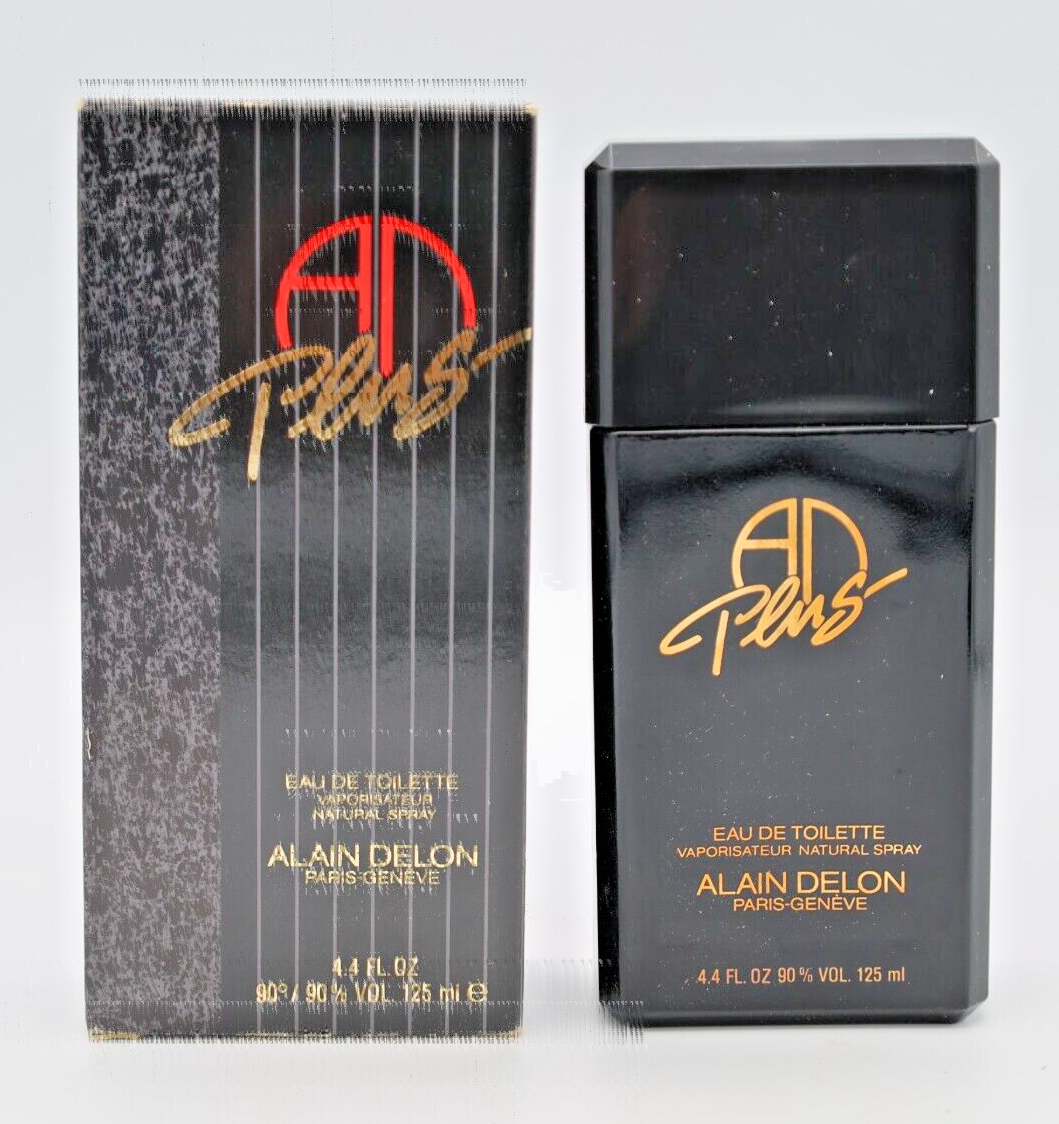 AD
Plus
EAU DE TOILETTE
VAPORISATEUR
NATURAL SPRAY
ALAIN DELON
PARIS-GENÈVE
4.4 FL. OZ
90° / 90 % VOL. 125 ml ℮
AD
Plus
EAU DE TOILETTE
VAPORISATEUR NATURAL SPRAY
ALAIN DELON
PARIS-GENÈVE
4.4 FL. OZ 90 % VOL. 125 ml